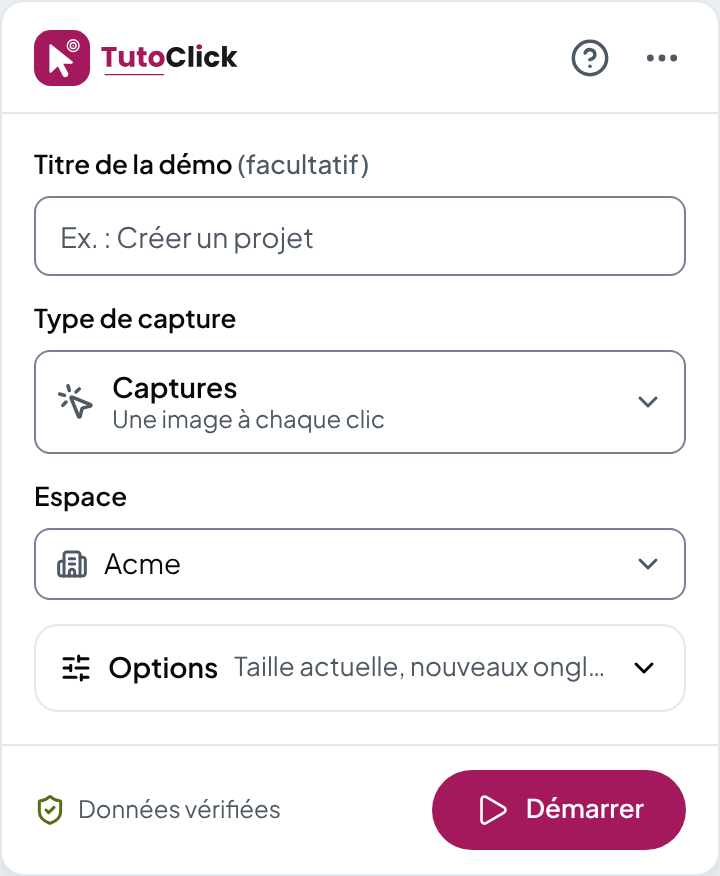 TutoClick
Titre de la démo (facultatif)
Ex. : Créer un projet
Type de capture
Captures
Une image à chaque clic
Espace
Acme
Options Taille actuelle, nouveaux ongl...
Données vérifiées
Démarrer